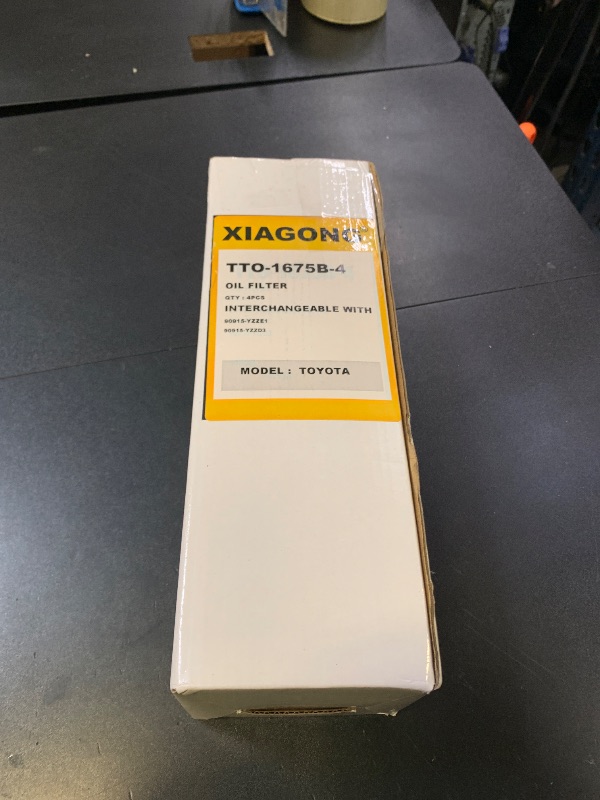 XIAGONG
TTO-1675B-4
OIL FILTER
QTY : 4PCS
INTERCHANGEABLE WITH
90915-YZZE1
90915-YZZD3
MODEL : TOYOTA